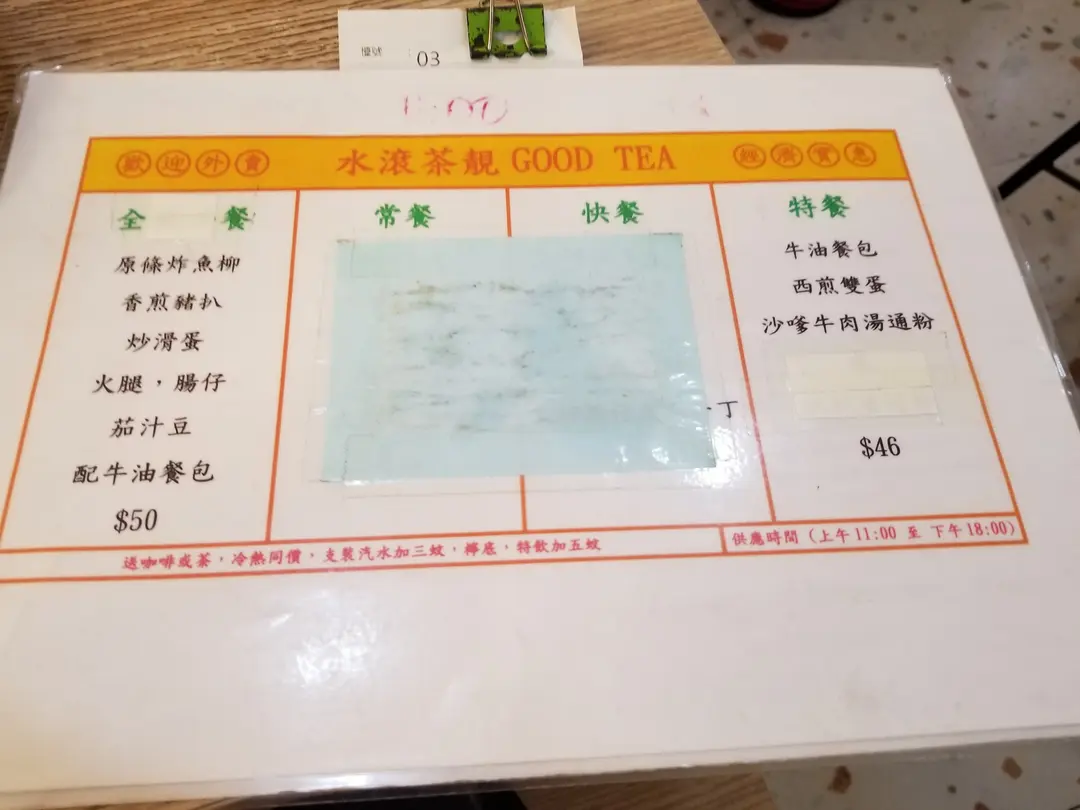 檯號 : 03
歡迎外賣
水滾茶靚 GOOD TEA
經濟實惠
全 餐
原條炸魚柳
香煎豬扒
炒滑蛋
火腿，腸仔
茄汁豆
配牛油餐包
$50
常餐
快餐
丁
特餐
牛油餐包
西煎雙蛋
沙嗲牛肉湯通粉
$46
送咖啡或茶，冷熱同價，支裝汽水加三蚊，檸底，特飲加五蚊
供應時間 (上午11:00 至 下午18:00)